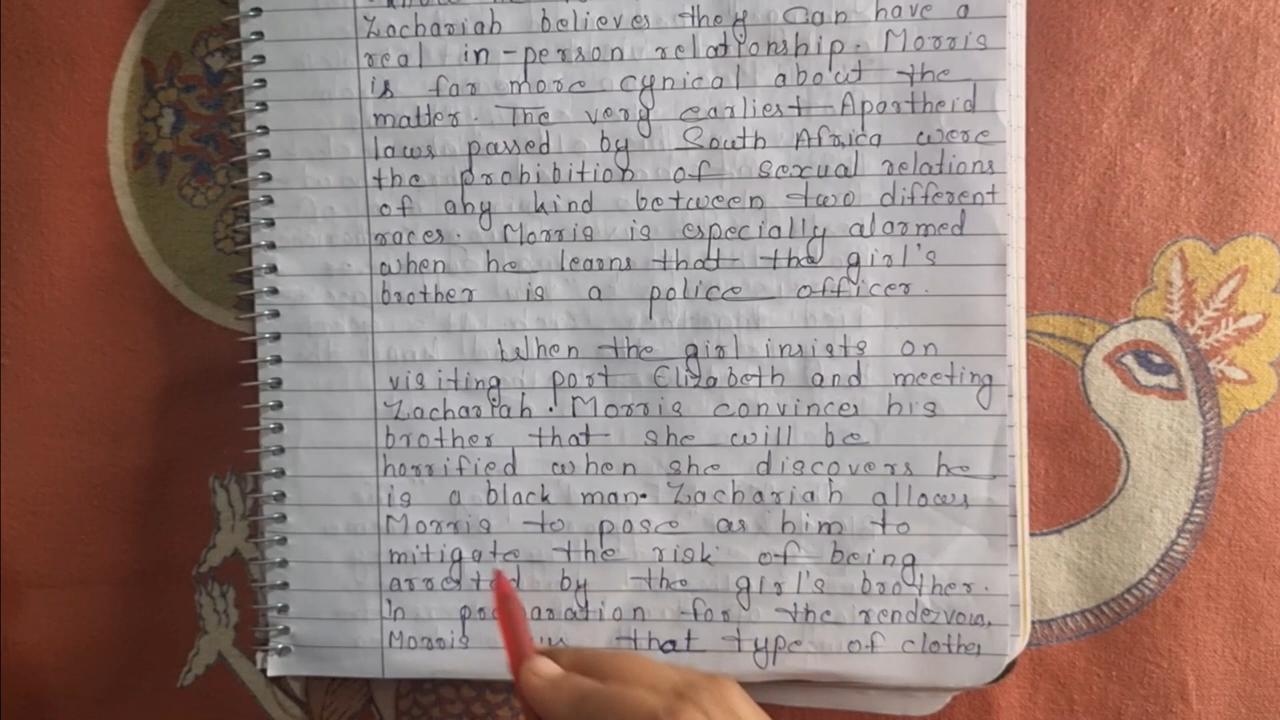 Zachariah believes they can have a
real in-person relationship. Morris
is far more cynical about the
matter. The very earliest Apartheid
laws passed by South Africa were
the prohibition of sexual relations
of any kind between two different
races. Morris is especially alarmed
when he learns that the girl's
brother is a police officer.
When the girl insists on
visiting port Elizabeth and meeting
Zachariah. Morris convinces his
brother that she will be
horrified when she discovers he
is a black man. Zachariah allows
Morris to pose as him to
mitigate the risk of being
arrested by the girl's brother.
In preparation for the rendezvous,
Morris that type of clothes